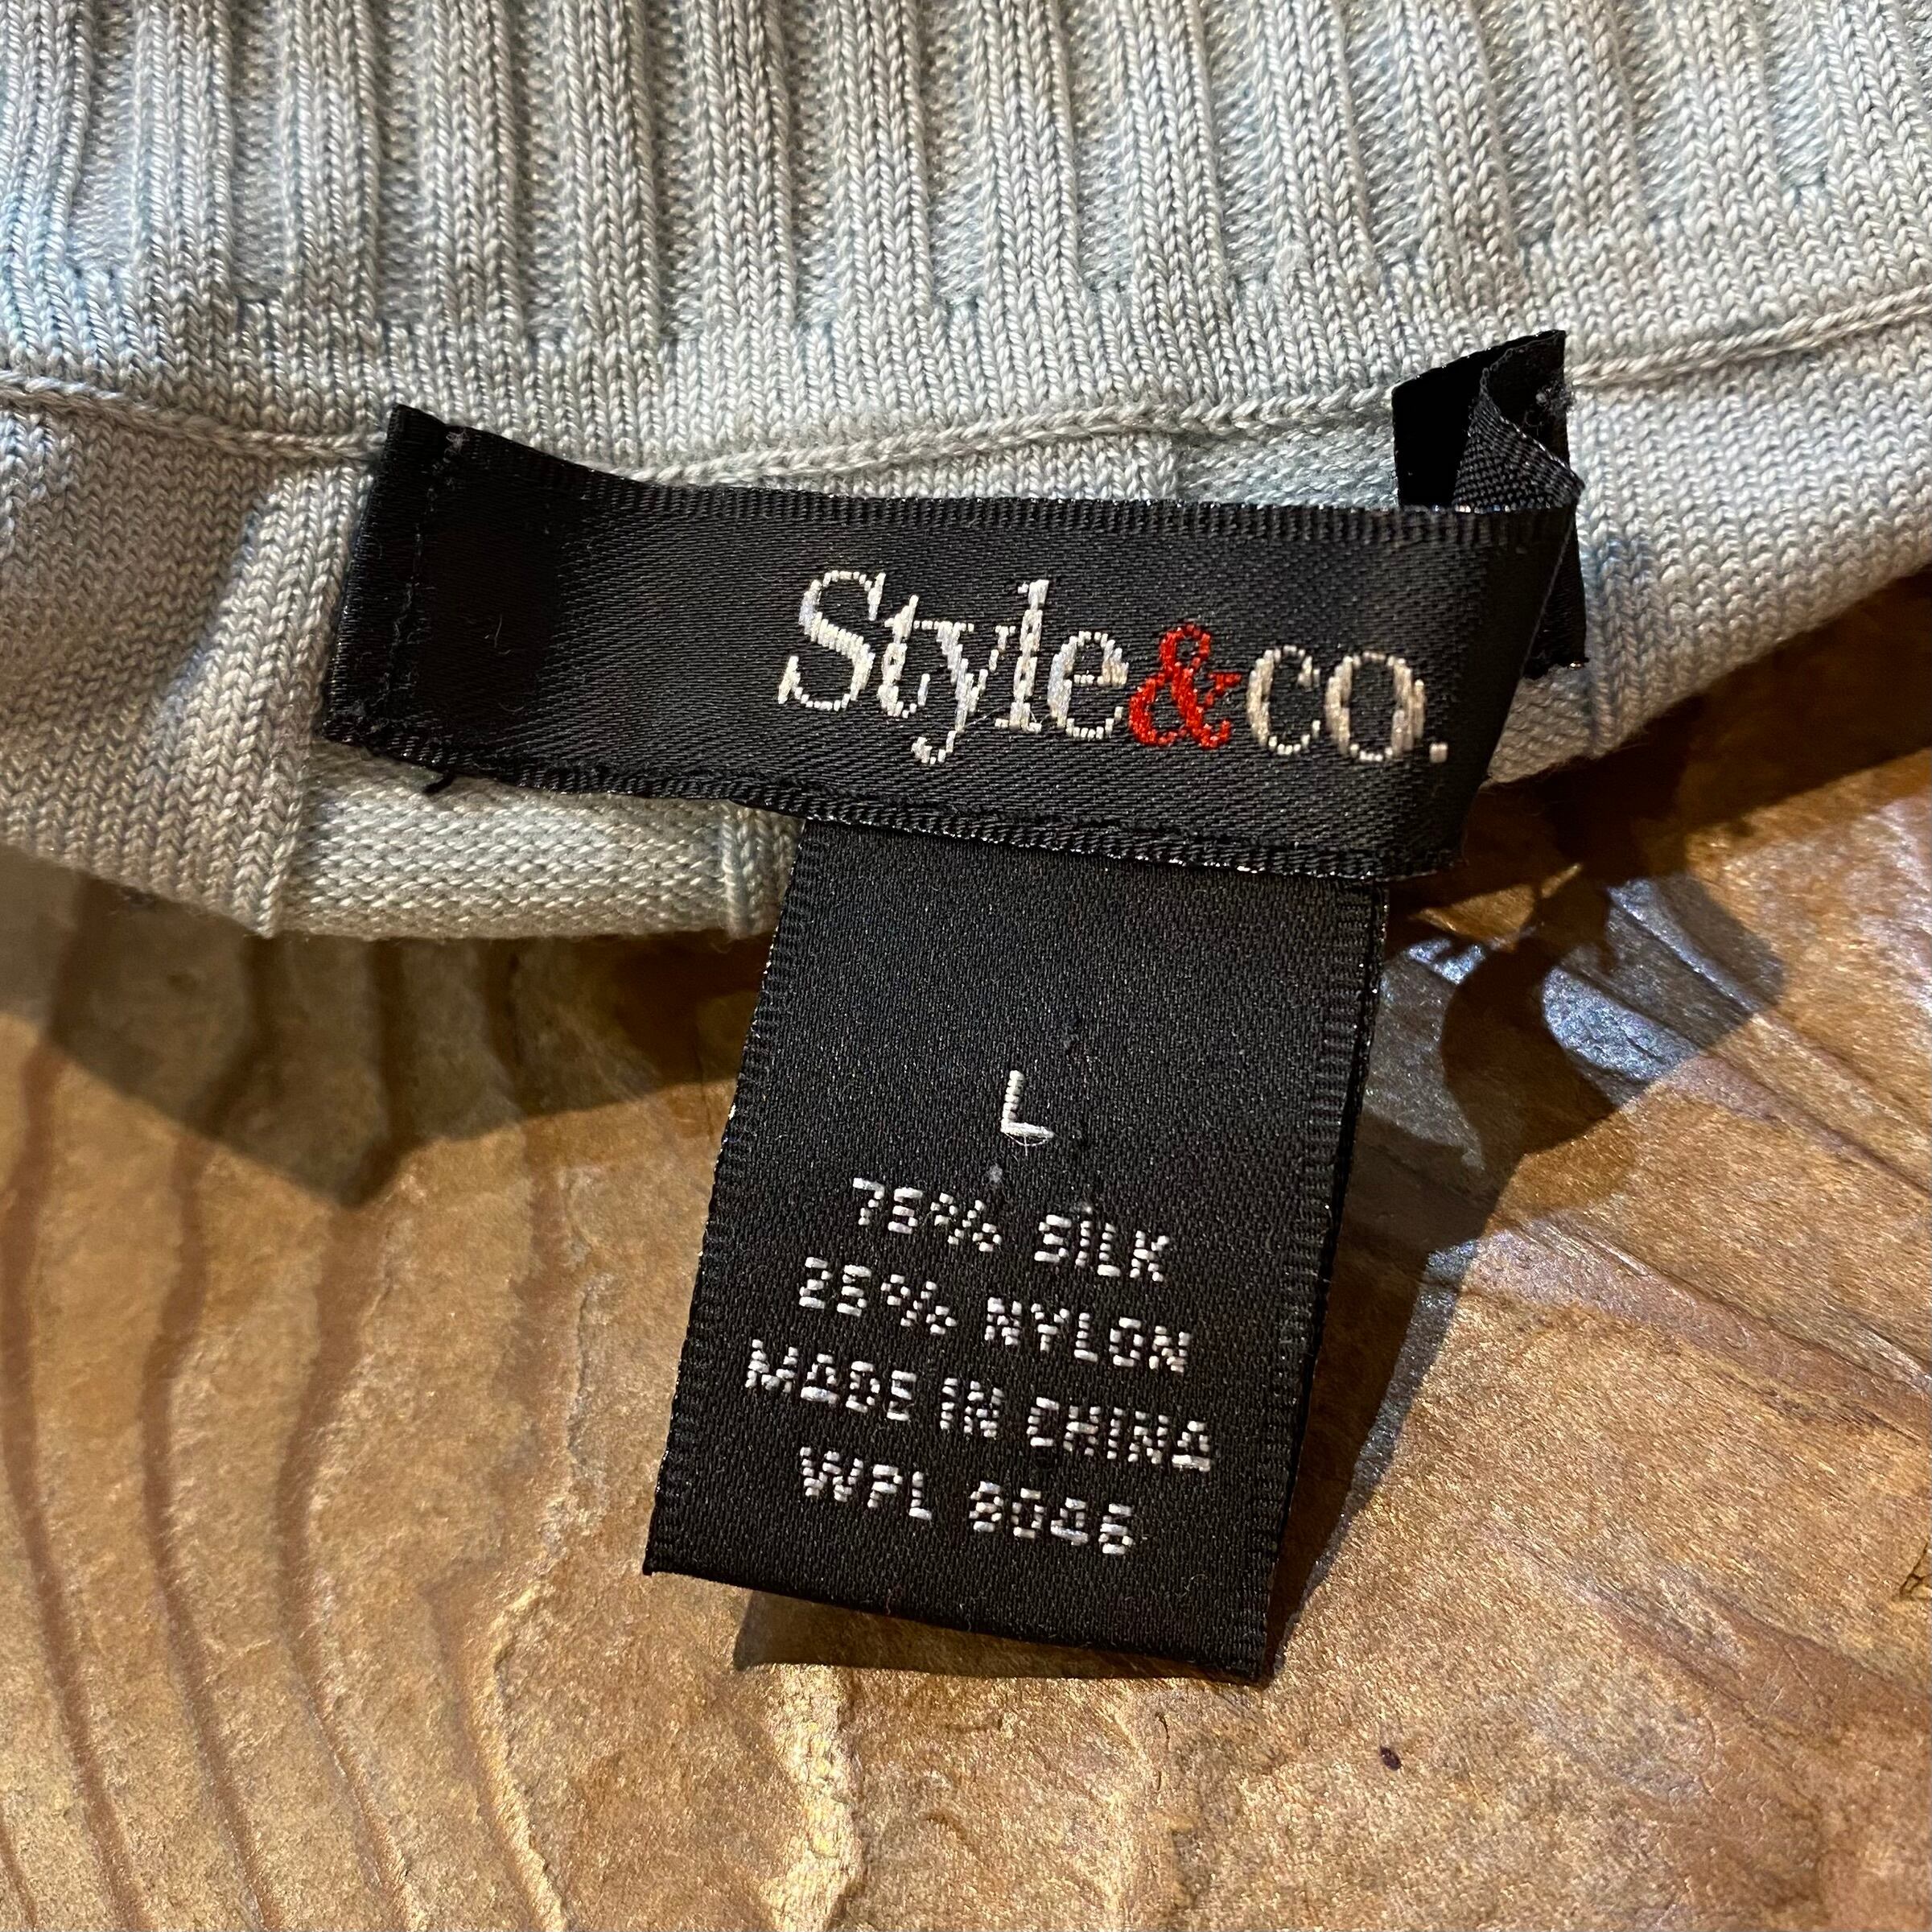 Style&co.
L
75% SILK
25% NYLON
MADE IN CHINA
WPL 8046